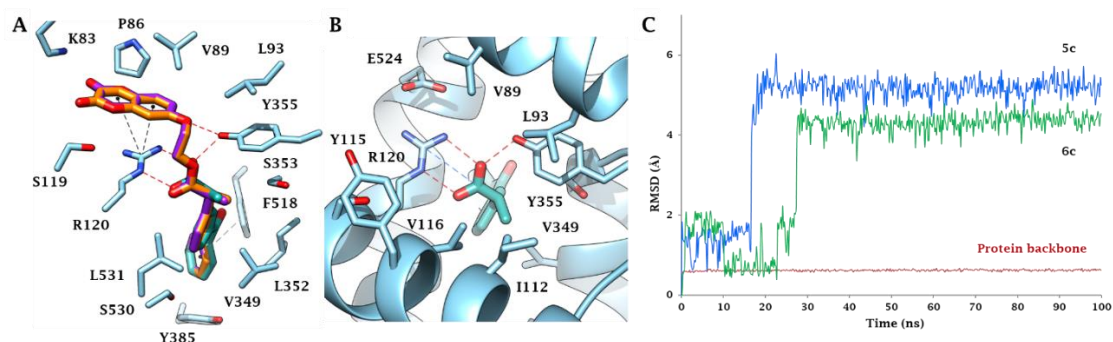 A
P86
K83
V89
L93
Y355
S119
S353
R120
F518
L531
L352
V349
S530
Y385
B
E524
V89
L93
Y115
R120
Y355
V116
V349
I112
C
6
5c
4
6c
RMSD (Å)
2
Protein backbone
0
0 10 20 30 40 50 60 70 80 90 100
Time (ns)